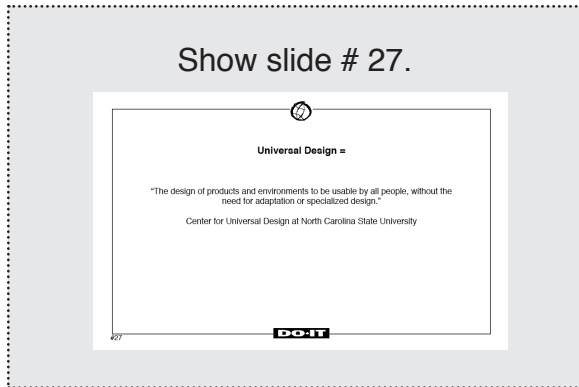 Show slide # 27.
Universal Design =
“The design of products and environments to be usable by all people, without the
need for adaptation or specialized design.”
Center for Universal Design at North Carolina State University
DO-IT
#27